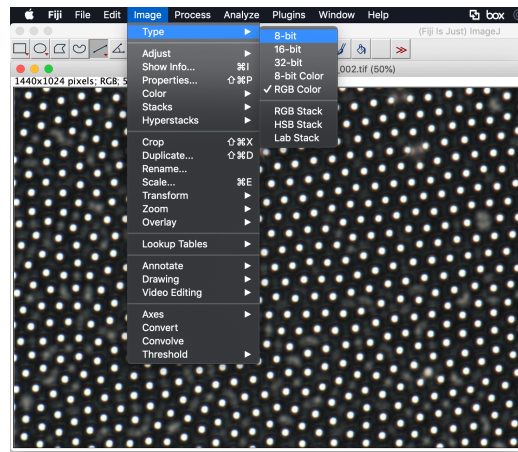 Fiji File Edit Image Process Analyze Plugins Window Help box
(Fiji Is Just) ImageJ
_002.tif (50%)
1440x1024 pixels; RGB; 5
Type
Adjust
Show Info... ⌘I
Properties... ⇧⌘P
Color
Stacks
Hyperstacks
Crop ⇧⌘X
Duplicate... ⇧⌘D
Rename...
Scale... ⌘E
Transform
Zoom
Overlay
Lookup Tables
Annotate
Drawing
Video Editing
Axes
Convert
Convolve
Threshold
8-bit
16-bit
32-bit
8-bit Color
✓ RGB Color
RGB Stack
HSB Stack
Lab Stack